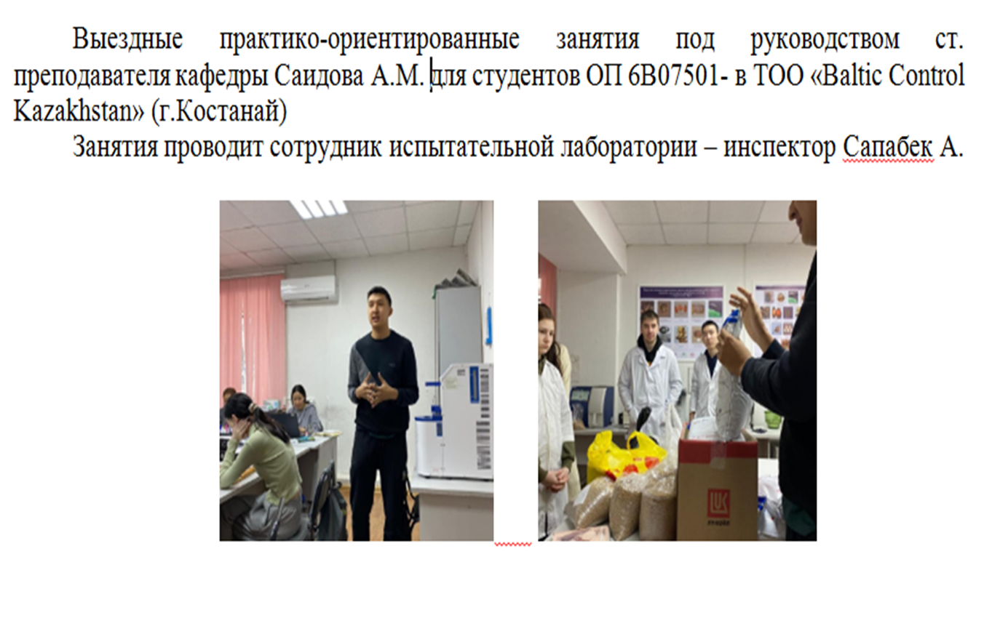 Выездные практико-ориентированные занятия под руководством ст.
преподавателя кафедры Саидова А.М. для студентов ОП 6В07501- в ТОО «Baltic Control
Kazakhstan» (г.Костанай)
Занятия проводит сотрудник испытательной лаборатории – инспектор Сапабек А.
LUK
ЛУКОЙЛ